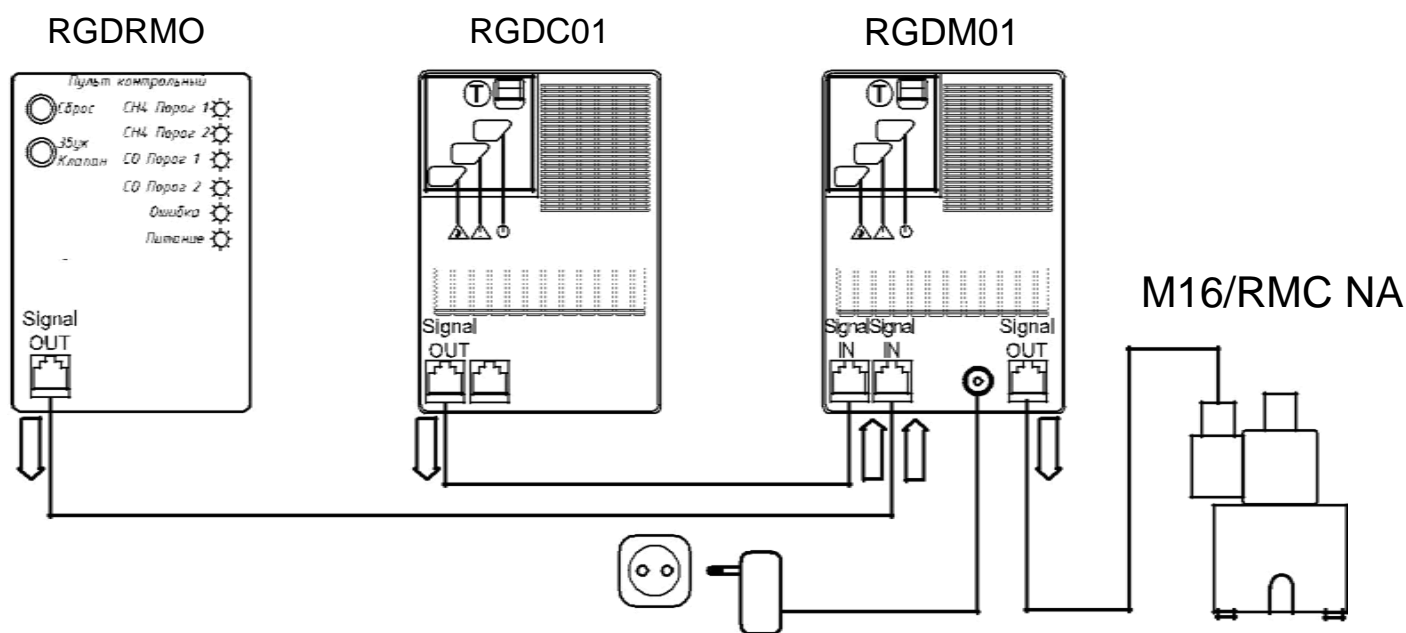 RGDRMO
RGDC01
RGDM01
Пульт контрольный
Сброс
CH4 Порог 1
CH4 Порог 2
Звук
Клапан
CO Порог 1
CO Порог 2
Ошибка
Питание
Signal
OUT
T
Signal
OUT
T
Signal Signal
IN IN
Signal
OUT
M16/RMC NA